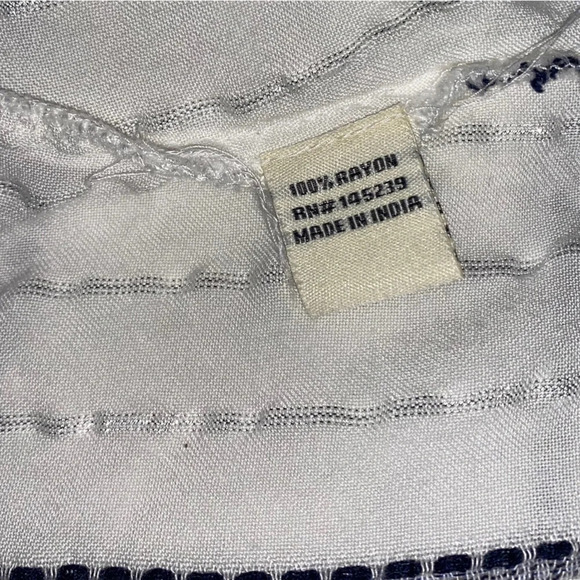 100% RAYON
RN# 145239
MADE IN INDIA